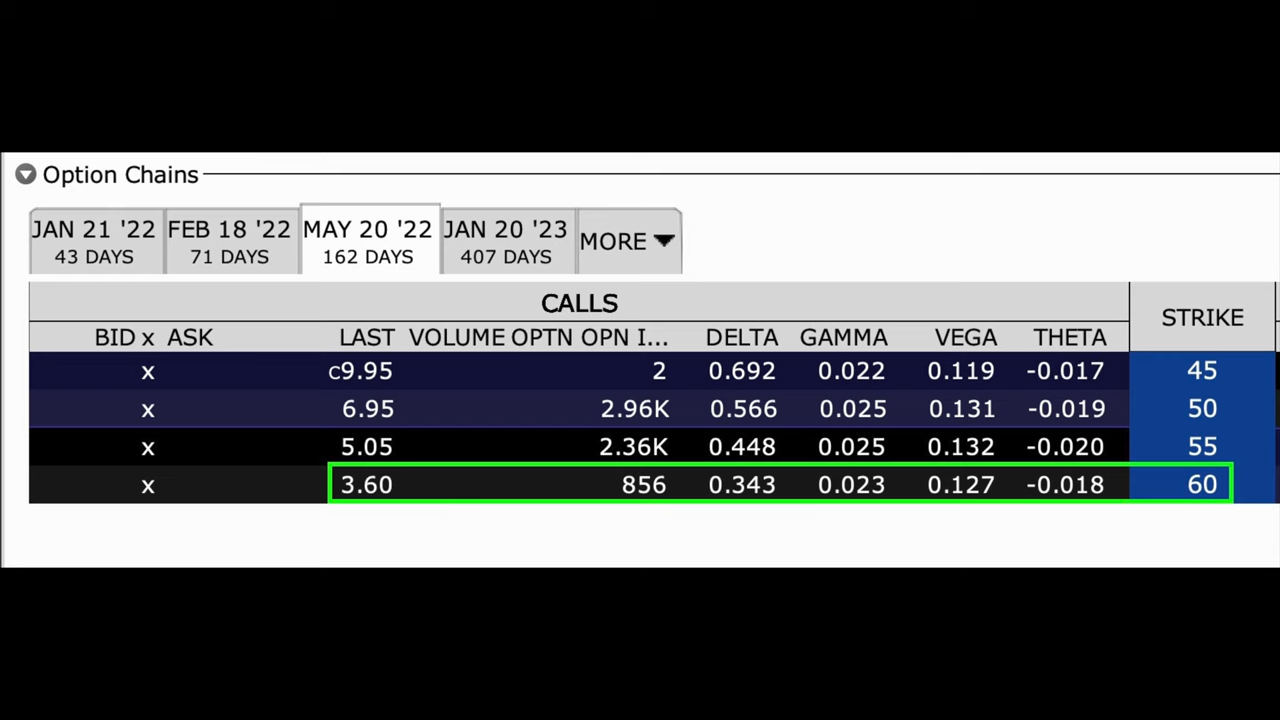 Option Chains
JAN 21 '22 FEB 18 '22 MAY 20 '22 JAN 20 '23 MORE
43 DAYS 71 DAYS 162 DAYS 407 DAYS
CALLS STRIKE
BID x ASK LAST VOLUME OPTN OPN I... DELTA GAMMA VEGA THETA
x c9.95 2 0.692 0.022 0.119 -0.017 45
x 6.95 2.96K 0.566 0.025 0.131 -0.019 50
x 5.05 2.36K 0.448 0.025 0.132 -0.020 55
x 3.60 856 0.343 0.023 0.127 -0.018 60